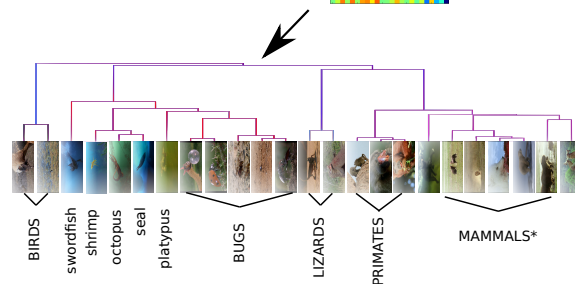 BIRDS
swordfish
shrimp
octopus
seal
platypus
BUGS
LIZARDS
PRIMATES
MAMMALS*